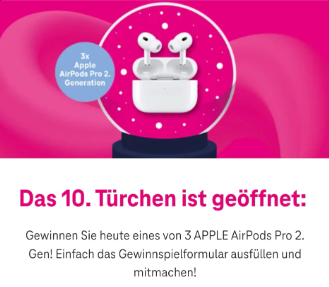 3x
Apple
AirPods Pro 2.
Generation
Das 10. Türchen ist geöffnet:
Gewinnen Sie heute eines von 3 APPLE AirPods Pro 2.
Gen! Einfach das Gewinnspielformular ausfüllen und
mitmachen!